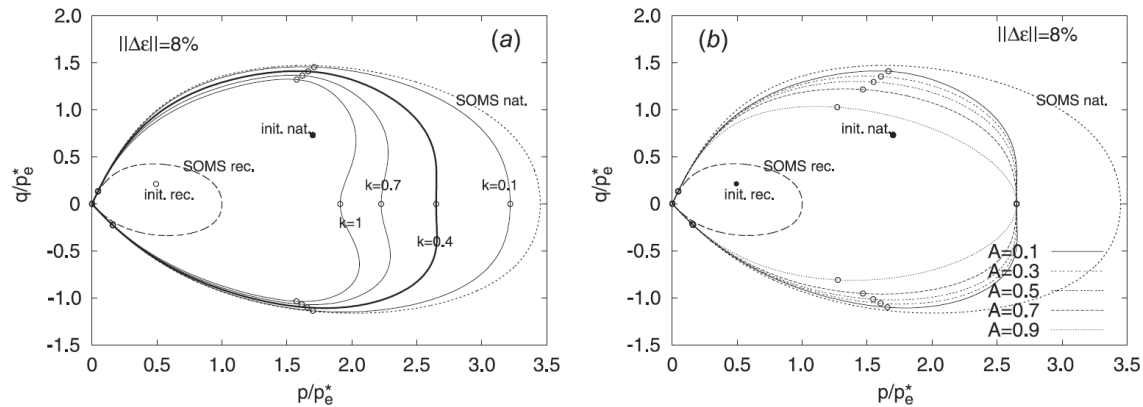 2.0
||Δε||=8%
(a)
1.5
SOMS nat.
1.0
init. nat.
q/p*e
0.5
SOMS rec.
k=0.7
k=0.1
init. rec.
0
k=1
k=0.4
-0.5
-1.0
-1.5
0 0.5 1.0 1.5 2.0 2.5 3.0 3.5
p/p*e
2.0
(b)
||Δε||=8%
1.5
SOMS nat.
1.0
init. nat.
q/p*e
0.5
SOMS rec.
init. rec.
0
-0.5
A=0.1
A=0.3
-1.0
A=0.5
A=0.7
A=0.9
-1.5
0 0.5 1.0 1.5 2.0 2.5 3.0 3.5
p/p*e